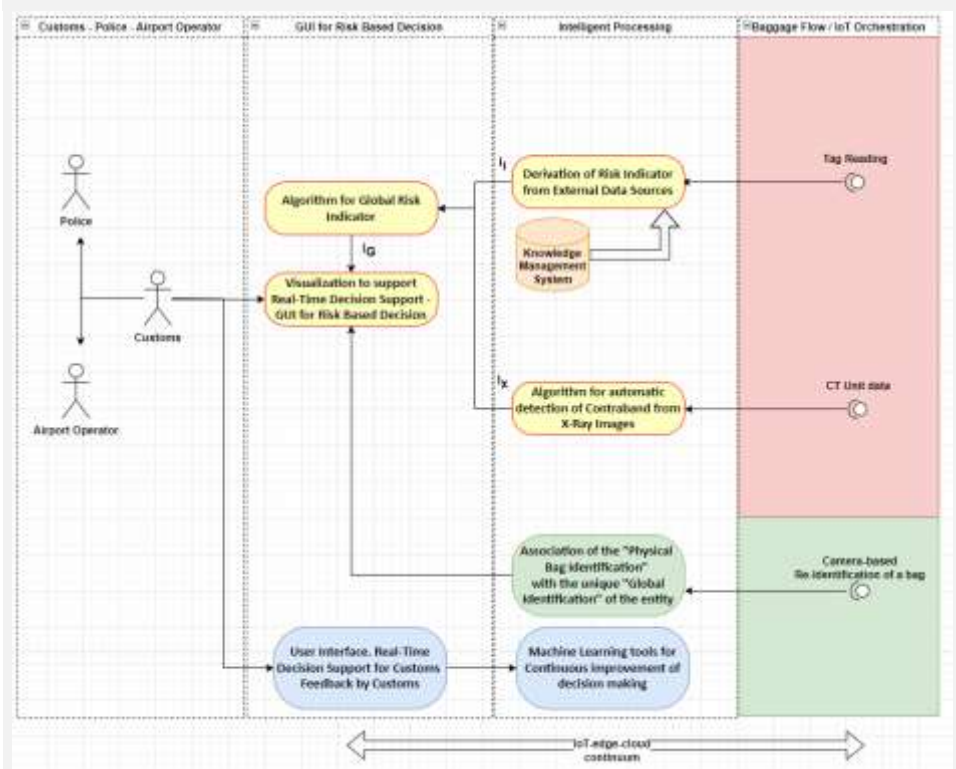 Customs - Police - Airport Operator
GUI for Risk Based Decision
Intelligent Processing
Baggage Flow / IoT Orchestration
Police
Customs
Airport Operator
Algorithm for Global Risk
Indicator
IG
Visualization to support
Real-Time Decision Support -
GUI for Risk Based Decision
II
Derivation of Risk Indicator
from External Data Sources
Knowledge
Management
System
Tag Reading
IX
Algorithm for automatic
detection of Contraband from
X-Ray Images
CT Unit data
Association of the "Physical
Bag Identification"
with the unique "Global
Identification" of the entity
Camera-based
Re identification of a bag
User Interface. Real-Time
Decision Support for Customs
Feedback by Customs
Machine Learning tools for
Continuous improvement of
decision making
IoT-edge-cloud
continuum